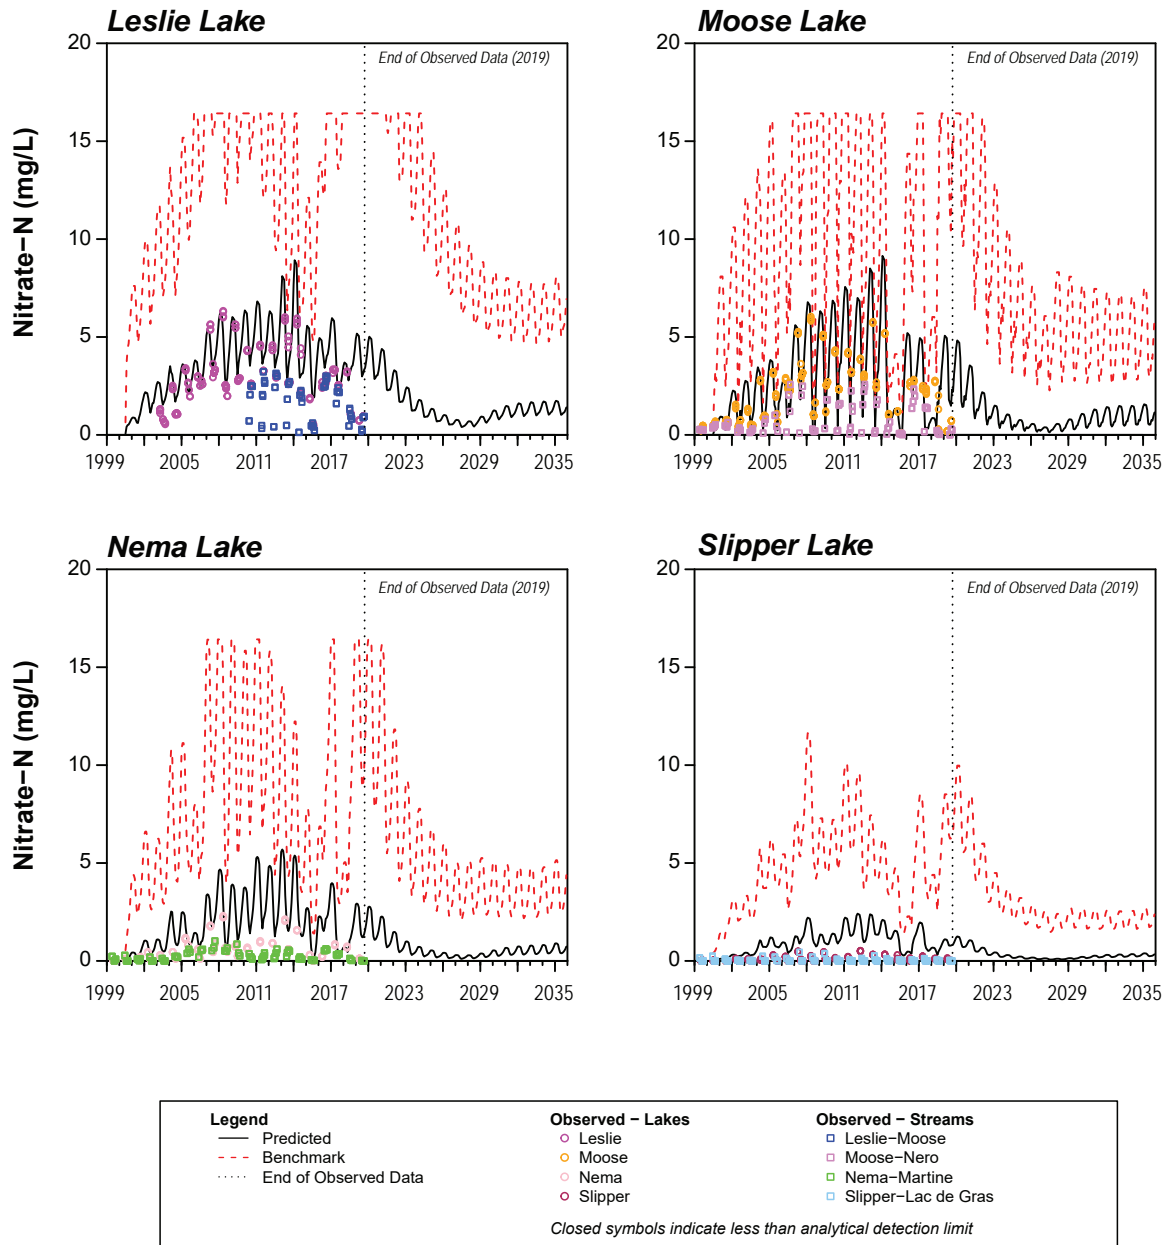 Leslie Lake
Moose Lake
Nitrate−N (mg/L)
20
15
10
5
0
End of Observed Data (2019)
1999 2005 2011 2017 2023 2029 2035
20
15
10
5
0
End of Observed Data (2019)
1999 2005 2011 2017 2023 2029 2035
Nema Lake
Slipper Lake
Nitrate−N (mg/L)
20
15
10
5
0
End of Observed Data (2019)
1999 2005 2011 2017 2023 2029 2035
20
15
10
5
0
End of Observed Data (2019)
1999 2005 2011 2017 2023 2029 2035
Legend
Predicted
Benchmark
End of Observed Data
Observed − Lakes
Leslie
Moose
Nema
Slipper
Observed − Streams
Leslie−Moose
Moose−Nero
Nema−Martine
Slipper−Lac de Gras
Closed symbols indicate less than analytical detection limit